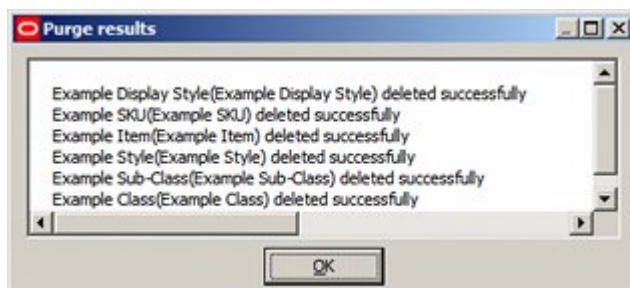 Purge results
Example Display Style(Example Display Style) deleted successfully
Example SKU(Example SKU) deleted successfully
Example Item(Example Item) deleted successfully
Example Style(Example Style) deleted successfully
Example Sub-Class(Example Sub-Class) deleted successfully
Example Class(Example Class) deleted successfully
OK